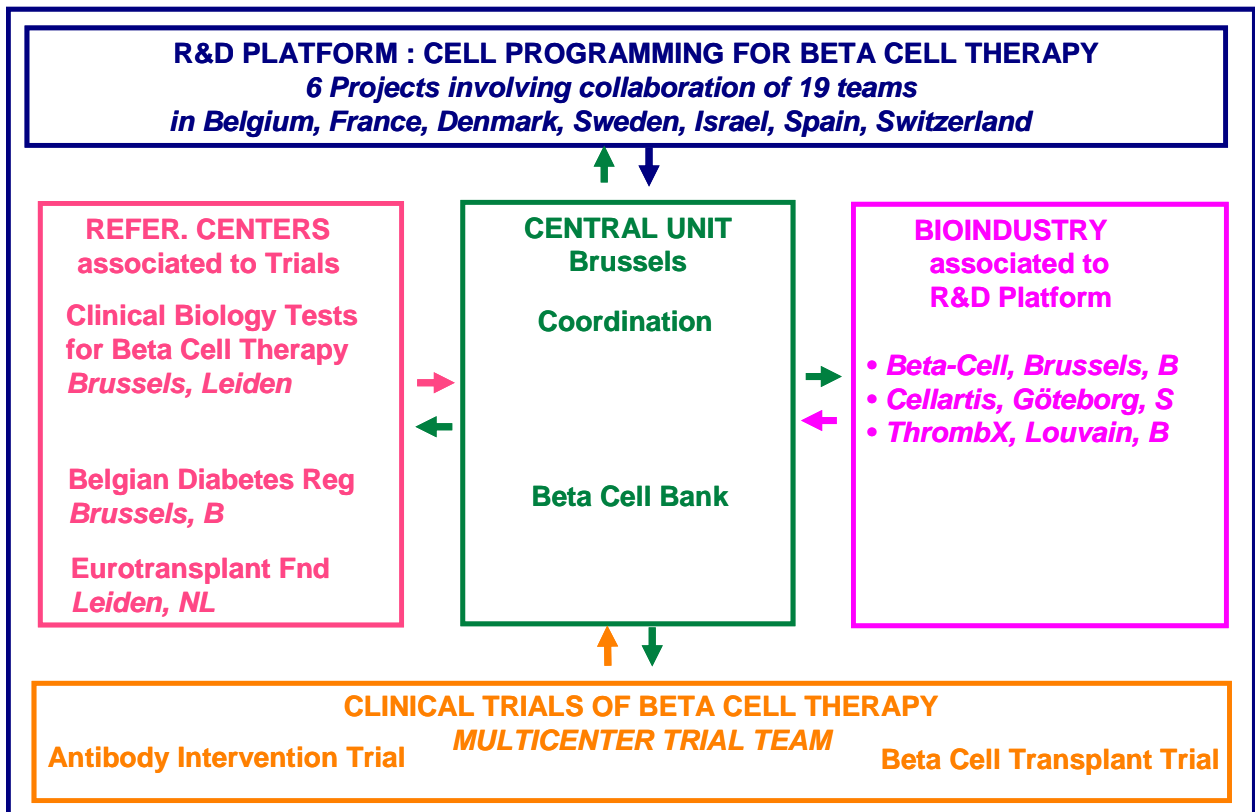 R&D PLATFORM : CELL PROGRAMMING FOR BETA CELL THERAPY
6 Projects involving collaboration of 19 teams
in Belgium, France, Denmark, Sweden, Israel, Spain, Switzerland
REFER. CENTERS
associated to Trials
Clinical Biology Tests
for Beta Cell Therapy
Brussels, Leiden
Belgian Diabetes Reg
Brussels, B
Eurotransplant Fnd
Leiden, NL
CENTRAL UNIT
Brussels
Coordination
Beta Cell Bank
BIOINDUSTRY
associated to
R&D Platform
• Beta-Cell, Brussels, B
• Cellartis, Göteborg, S
• ThrombX, Louvain, B
CLINICAL TRIALS OF BETA CELL THERAPY
MULTICENTER TRIAL TEAM
Antibody Intervention Trial
Beta Cell Transplant Trial